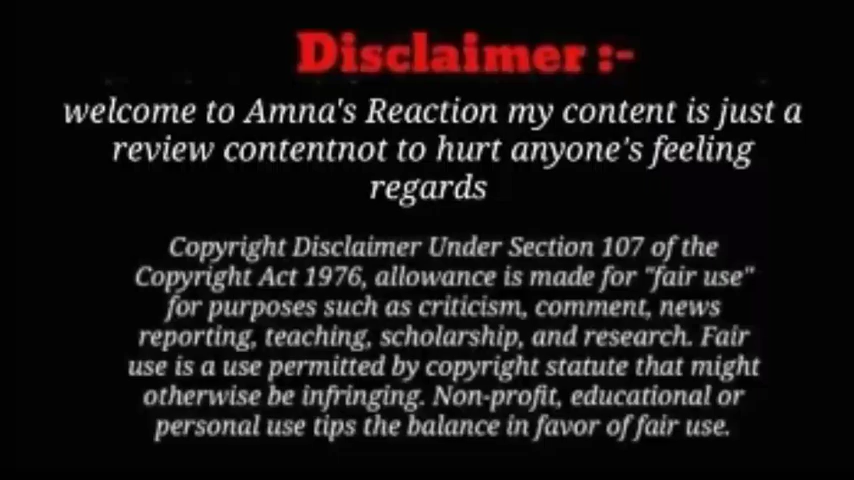 Disclaimer :-
welcome to Amna's Reaction my content is just a
review contentnot to hurt anyone's feeling
regards
Copyright Disclaimer Under Section 107 of the
Copyright Act 1976, allowance is made for "fair use"
for purposes such as criticism, comment, news
reporting, teaching, scholarship, and research. Fair
use is a use permitted by copyright statute that might
otherwise be infringing. Non-profit, educational or
personal use tips the balance in favor of fair use.